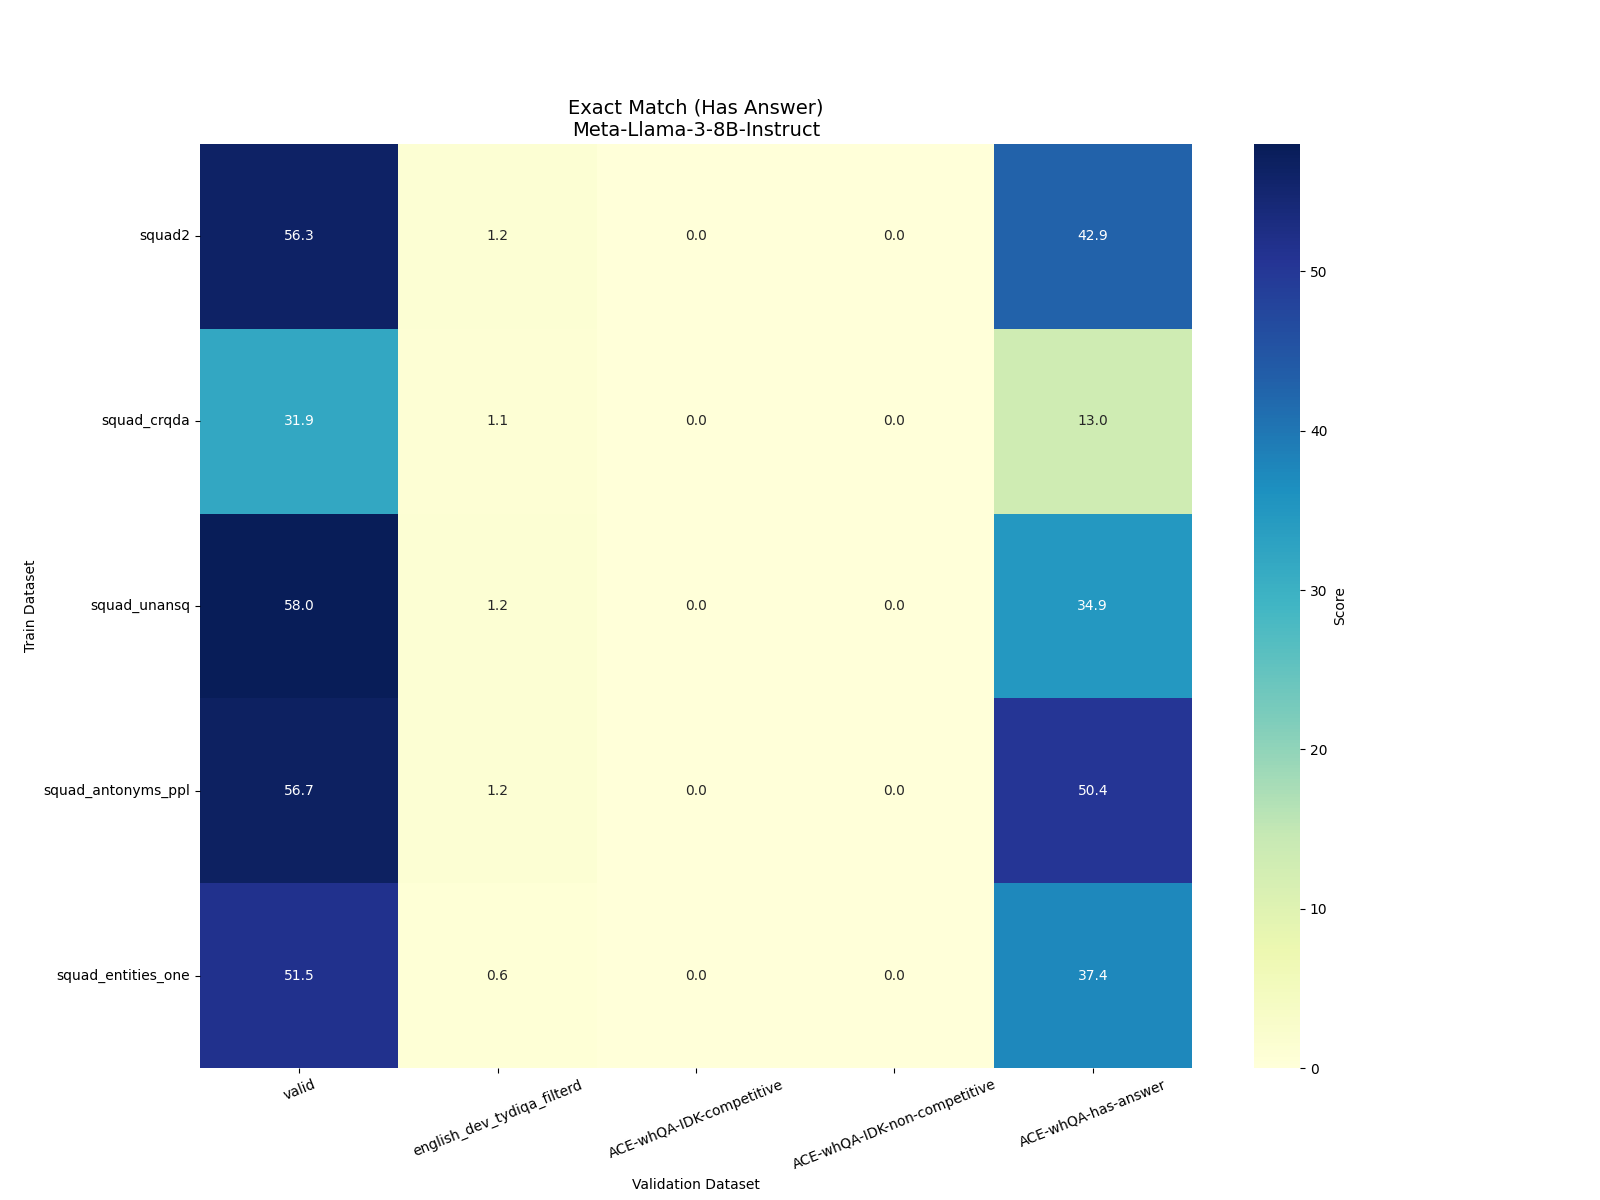 Exact Match (Has Answer)
Meta-Llama-3-8B-Instruct
Train Dataset
squad2
56.3
1.2
0.0
0.0
42.9
squad_crqda
31.9
1.1
0.0
0.0
13.0
squad_unansq
58.0
1.2
0.0
0.0
34.9
squad_antonyms_ppl
56.7
1.2
0.0
0.0
50.4
squad_entities_one
51.5
0.6
0.0
0.0
37.4
valid
english_dev_tydiqa_filterd
ACE-whQA-IDK-competitive
ACE-whQA-IDK-non-competitive
ACE-whQA-has-answer
Validation Dataset
50
40
30
20
10
0
Score